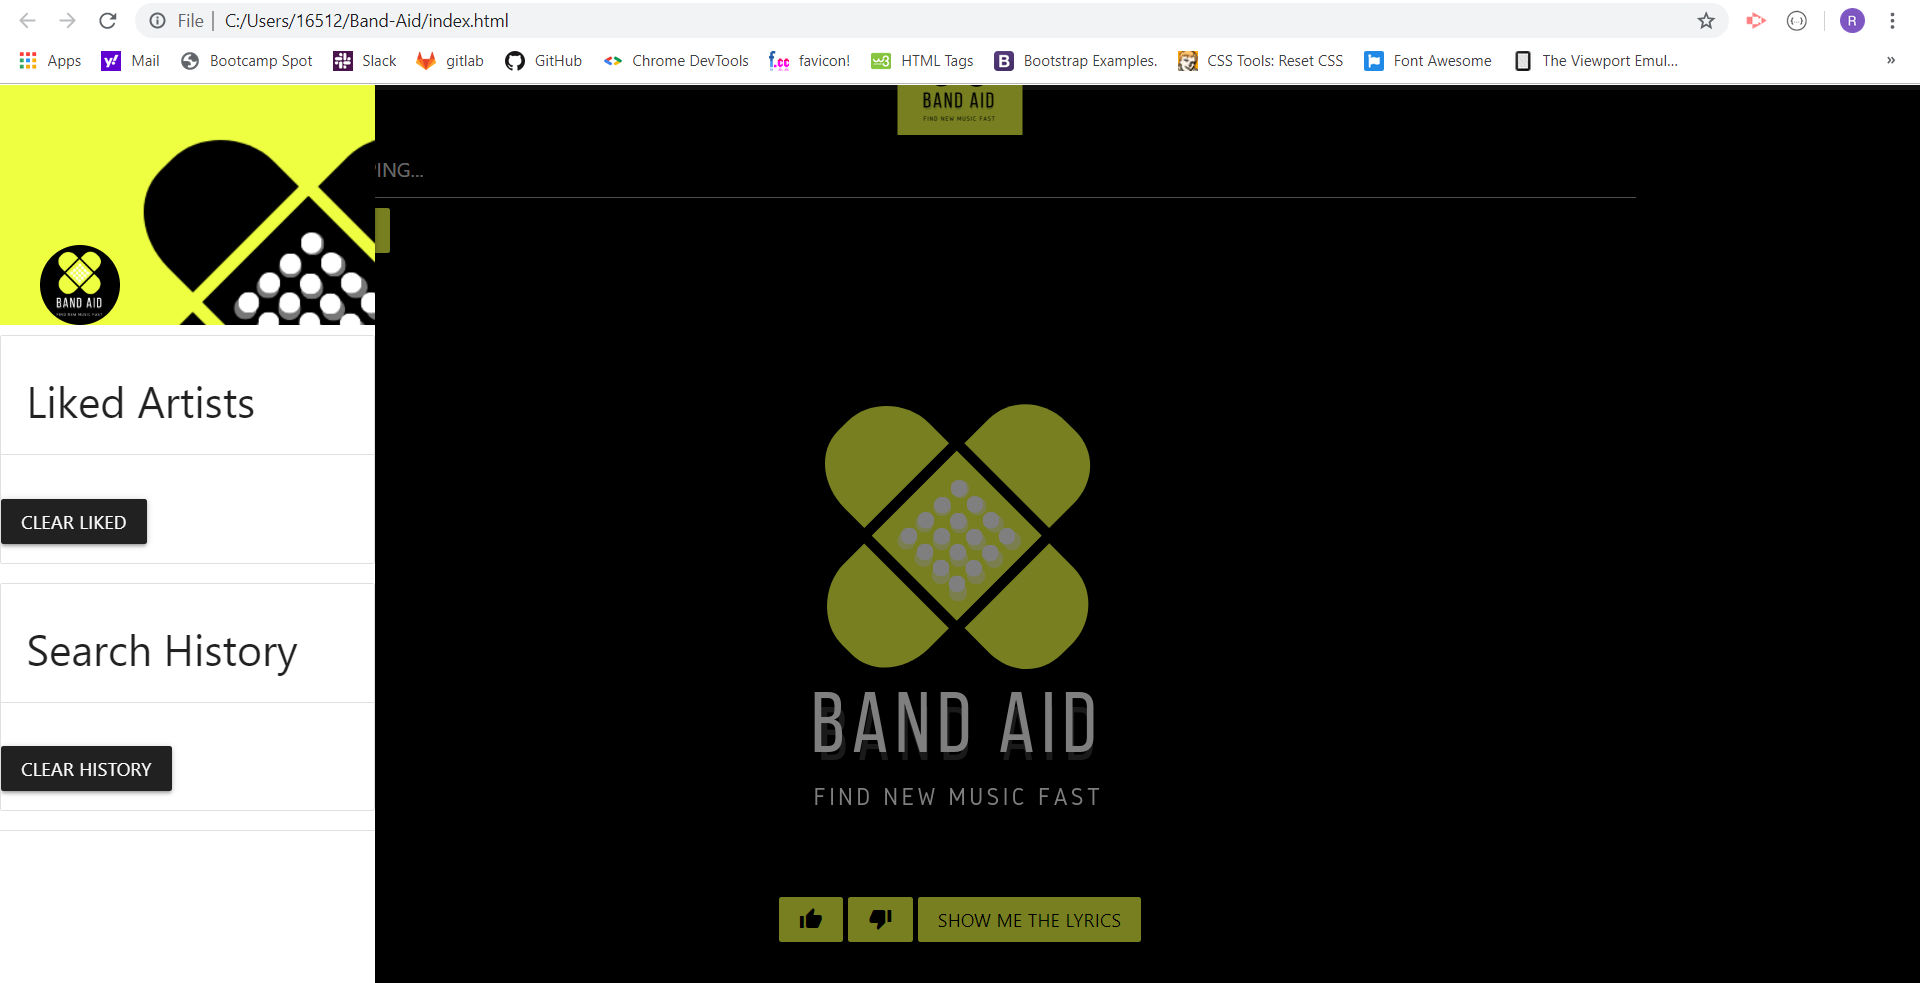 File | C:/Users/16512/Band-Aid/index.html
R
Apps Mail Bootcamp Spot Slack gitlab GitHub Chrome DevTools favicon! HTML Tags Bootstrap Examples. CSS Tools: Reset CSS Font Awesome The Viewport Emul... »
BAND AID
FIND NEW MUSIC FAST
PING...
BAND AID
FIND NEW MUSIC FAST
Liked Artists
CLEAR LIKED
Search History
CLEAR HISTORY
BAND AID
FIND NEW MUSIC FAST
SHOW ME THE LYRICS